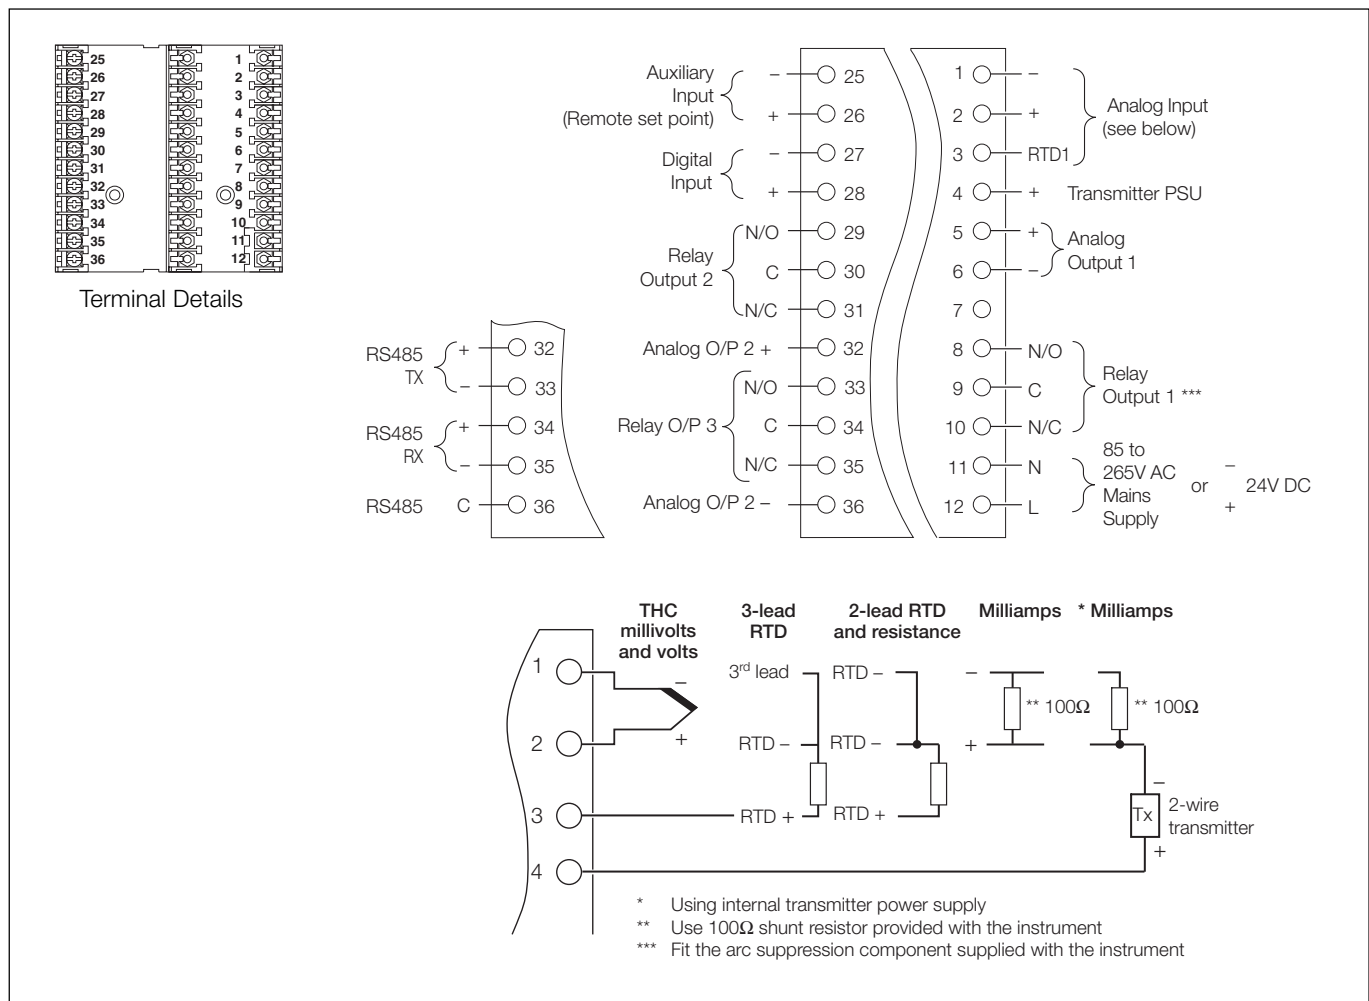 25 1
26 2
27 3
28 4
29 5
30 6
31 7
32 8
33 9
34 10
35 11
36 12
Terminal Details
Auxiliary
Input
(Remote set point)
– 25
+ 26
Digital
Input
– 27
+ 28
Relay
Output 2
N/O 29
C 30
N/C 31
Analog O/P 2 + 32
Relay O/P 3
N/O 33
C 34
N/C 35
Analog O/P 2 – 36
1 –
2 +
3 RTD1
Analog Input
(see below)
4 + Transmitter PSU
5 +
6 –
Analog
Output 1
7
8 N/O
9 C
10 N/C
Relay
Output 1 ***
11 N
12 L
85 to
265V AC
Mains
Supply
or
–
+
24V DC
RS485
TX
+ 32
– 33
RS485
RX
+ 34
– 35
RS485 C 36
THC
millivolts
and volts
3-lead
RTD
2-lead RTD
and resistance
Milliamps
* Milliamps
1
2
3
4
–
+
3rd lead
RTD –
RTD +
RTD –
RTD –
RTD +
–
+
** 100Ω
** 100Ω
–
Tx
+
2-wire
transmitter
* Using internal transmitter power supply
** Use 100Ω shunt resistor provided with the instrument
*** Fit the arc suppression component supplied with the instrument